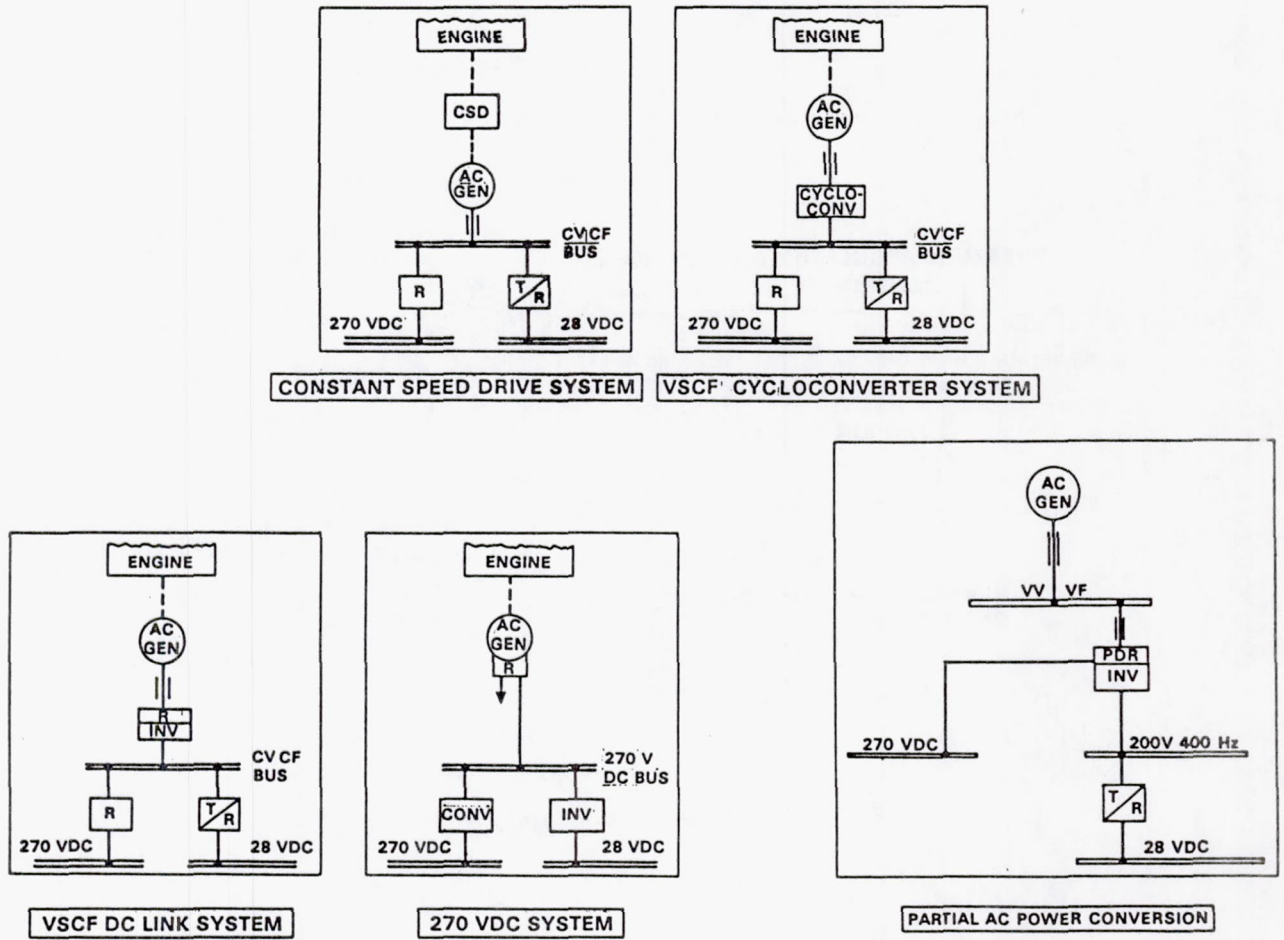 ENGINE
CSD
AC
GEN
CV CF
BUS
R
T/R
270 VDC
28 VDC
CONSTANT SPEED DRIVE SYSTEM
ENGINE
AC
GEN
CYCLO-
CONV
CV CF
BUS
R
T/R
270 VDC
28 VDC
VSCF CYCLOCONVERTER SYSTEM
ENGINE
AC
GEN
R
INV
CV CF
BUS
R
T/R
270 VDC
28 VDC
VSCF DC LINK SYSTEM
ENGINE
AC
GEN
R
270 V
DC BUS
CONV
INV
270 VDC
28 VDC
270 VDC SYSTEM
AC
GEN
VV VF
PDR
INV
270 VDC
200V 400 Hz
T/R
28 VDC
PARTIAL AC POWER CONVERSION